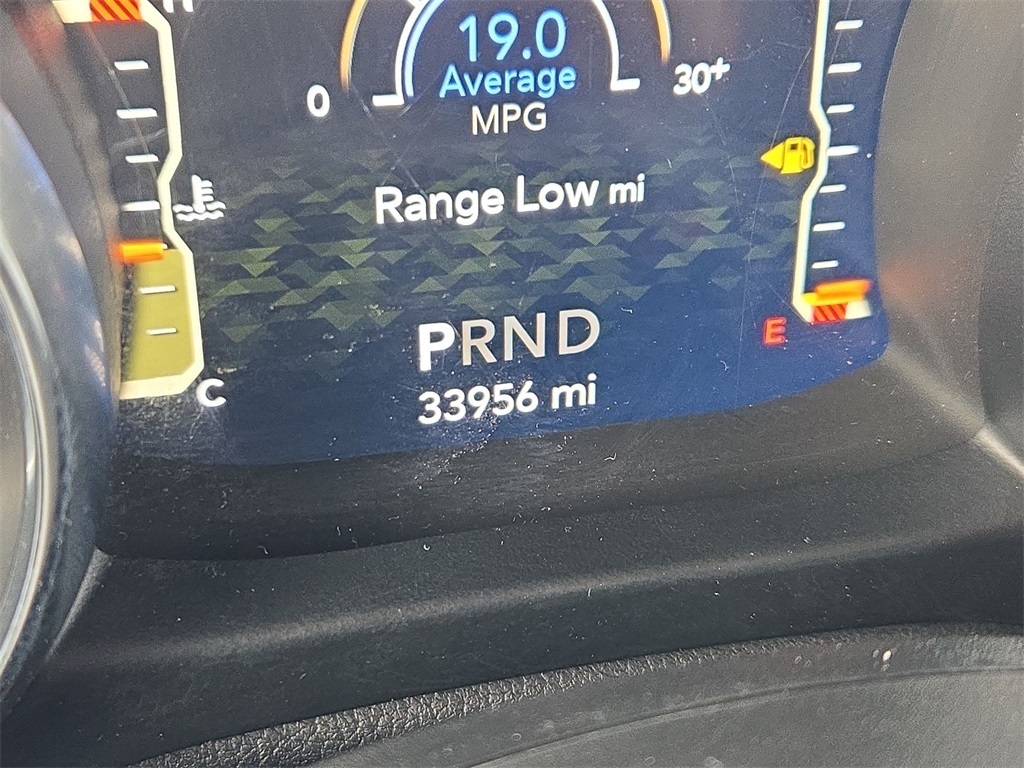 H
19.0
Average
0
30+
MPG
Range Low mi
PRND
E
33956 mi
C